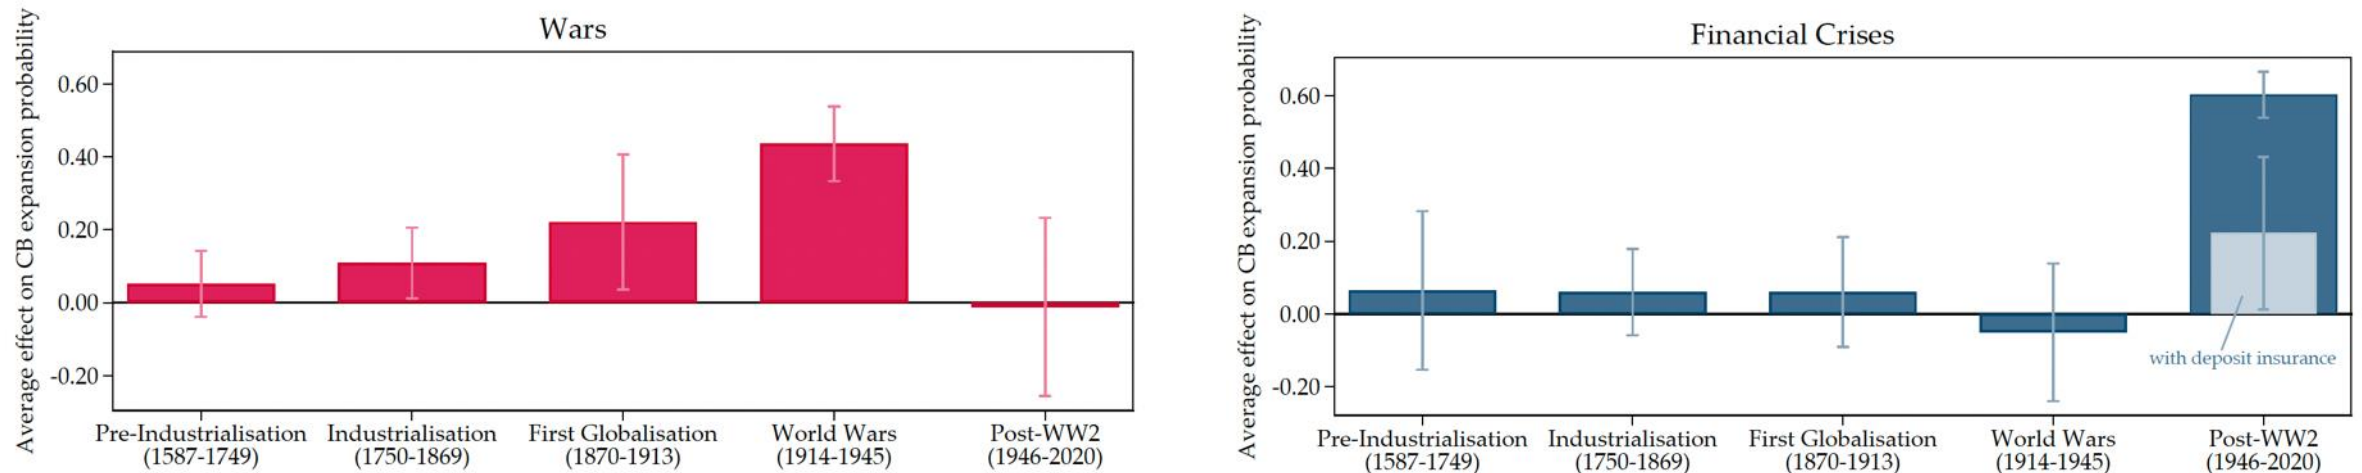 Wars
Average effect on CB expansion probability
0.60
0.40
0.20
0.00
-0.20
Pre-Industrialisation
(1587-1749)
Industrialisation
(1750-1869)
First Globalisation
(1870-1913)
World Wars
(1914-1945)
Post-WW2
(1946-2020)
Financial Crises
Average effect on CB expansion probability
0.60
0.40
0.20
0.00
-0.20
with deposit insurance
Pre-Industrialisation
(1587-1749)
Industrialisation
(1750-1869)
First Globalisation
(1870-1913)
World Wars
(1914-1945)
Post-WW2
(1946-2020)